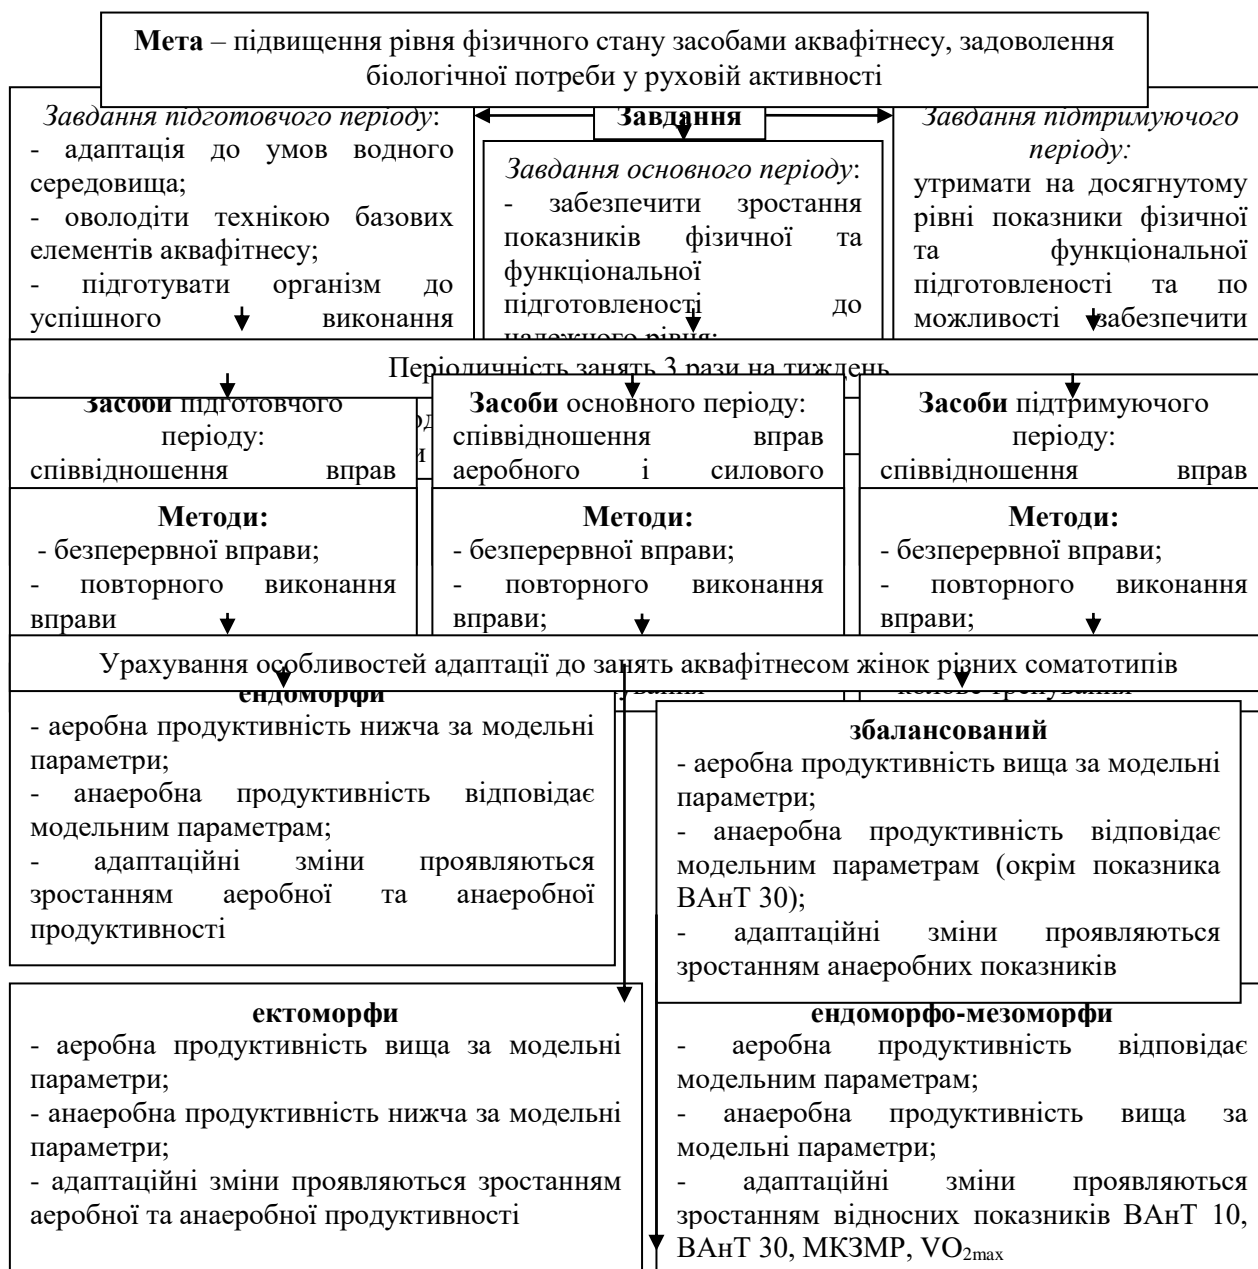 Мета – підвищення рівня фізичного стану засобами аквафітнесу, задоволення
біологічної потреби у руховій активності
Завдання
Завдання підготовчого періоду:
- адаптація до умов водного
середовища;
- оволодіти технікою базових
елементів аквафітнесу;
- підготувати організм до
успішного виконання
Завдання основного періоду:
- забезпечити зростання
показників фізичної та
функціональної
підготовленості до
належного рівня;
Завдання підтримуючого
періоду:
утримати на досягнутому
рівні показники фізичної
та функціональної
підготовленості та по
можливості забезпечити
Періодичність занять 3 рази на тиждень
Засоби підготовчого
періоду:
співвідношення вправ
Засоби основного періоду:
співвідношення вправ
аеробного і силового
Засоби підтримуючого
періоду:
співвідношення вправ
Методи:
- безперервної вправи;
- повторного виконання
вправи
Методи:
- безперервної вправи;
- повторного виконання
вправи;
Методи:
- безперервної вправи;
- повторного виконання
вправи;
Урахування особливостей адаптації до занять аквафітнесом жінок різних соматотипів
колове тренування
ендоморфи
- аеробна продуктивність нижча за модельні
параметри;
- анаеробна продуктивність відповідає
модельним параметрам;
- адаптаційні зміни проявляються
зростанням аеробної та анаеробної
продуктивності
збалансований
- аеробна продуктивність вища за модельні
параметри;
- анаеробна продуктивність відповідає
модельним параметрам (окрім показника
ВАнТ 30);
- адаптаційні зміни проявляються
зростанням анаеробних показників
ектоморфи
- аеробна продуктивність вища за модельні
параметри;
- анаеробна продуктивність нижча за модельні
параметри;
- адаптаційні зміни проявляються зростанням
аеробної та анаеробної продуктивності
ендоморфо-мезоморфи
- аеробна продуктивність відповідає
модельним параметрам;
- анаеробна продуктивність вища за
модельні параметри;
- адаптаційні зміни проявляються
зростанням відносних показників ВАнТ 10,
ВАнТ 30, МКЗМР, VO2max